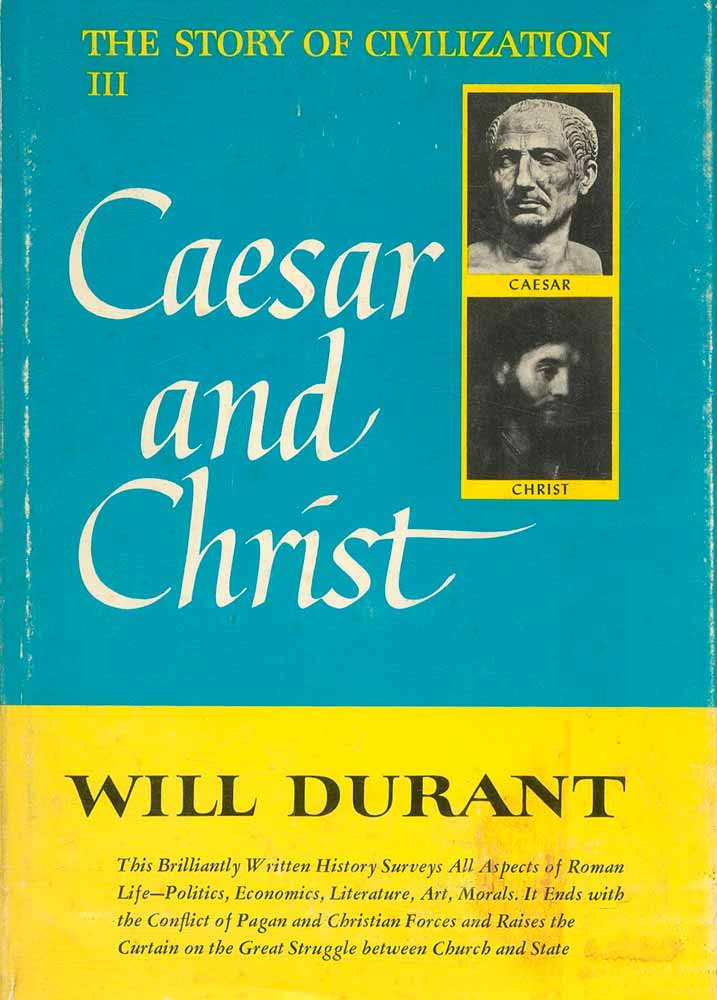 THE STORY OF CIVILIZATION
III
Caesar
and
Christ
CAESAR
CHRIST
WILL DURANT
This Brilliantly Written History Surveys All Aspects of Roman
Life—Politics, Economics, Literature, Art, Morals. It Ends with
the Conflict of Pagan and Christian Forces and Raises the
Curtain on the Great Struggle between Church and State